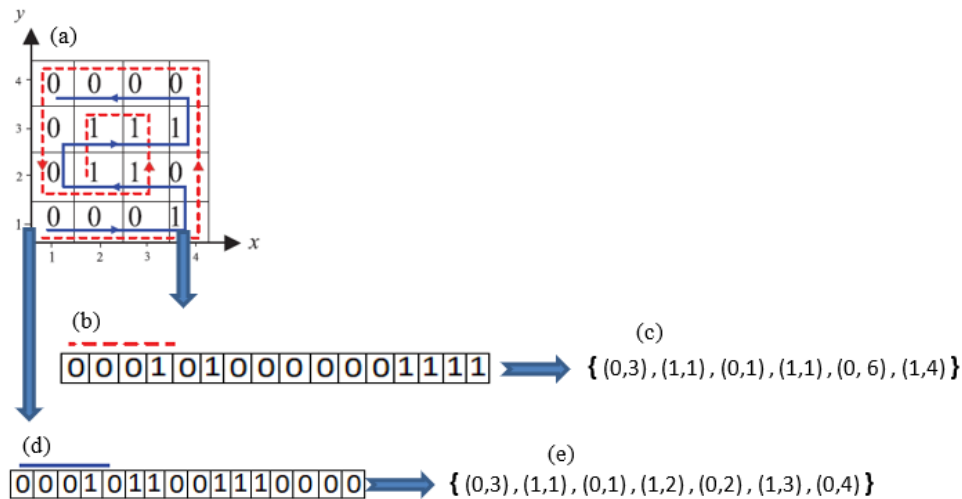 y
(a)
4 0 0 0 0
3 0 1 1 1
2 0 1 1 0
1 0 0 0 1
x
1 2 3 4
(b)
0001010000001111
(c)
{ (0,3) , (1,1) , (0,1) , (1,1) , (0, 6) , (1,4) }
(d)
0001011001110000
(e)
{ (0,3) , (1,1) , (0,1) , (1,2) , (0,2) , (1,3) , (0,4) }